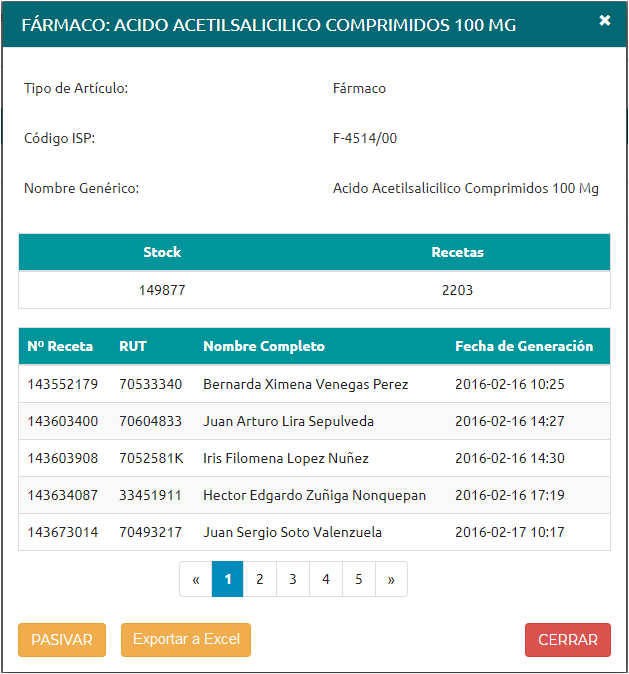 FÁRMACO: ACIDO ACETILSALICILICO COMPRIMIDOS 100 MG ✖
Tipo de Artículo: Fármaco
Código ISP: F-4514/00
Nombre Genérico: Acido Acetilsalicilico Comprimidos 100 Mg
Stock Recetas
149877 2203
Nº Receta RUT Nombre Completo Fecha de Generación
143552179 70533340 Bernarda Ximena Venegas Perez 2016-02-16 10:25
143603400 70604833 Juan Arturo Lira Sepulveda 2016-02-16 14:27
143603908 7052581K Iris Filomena Lopez Nuñez 2016-02-16 14:30
143634087 33451911 Hector Edgardo Zuñiga Nonquepan 2016-02-16 17:19
143673014 70493217 Juan Sergio Soto Valenzuela 2016-02-17 10:17
« 1 2 3 4 5 »
PASIVAR Exportar a Excel CERRAR